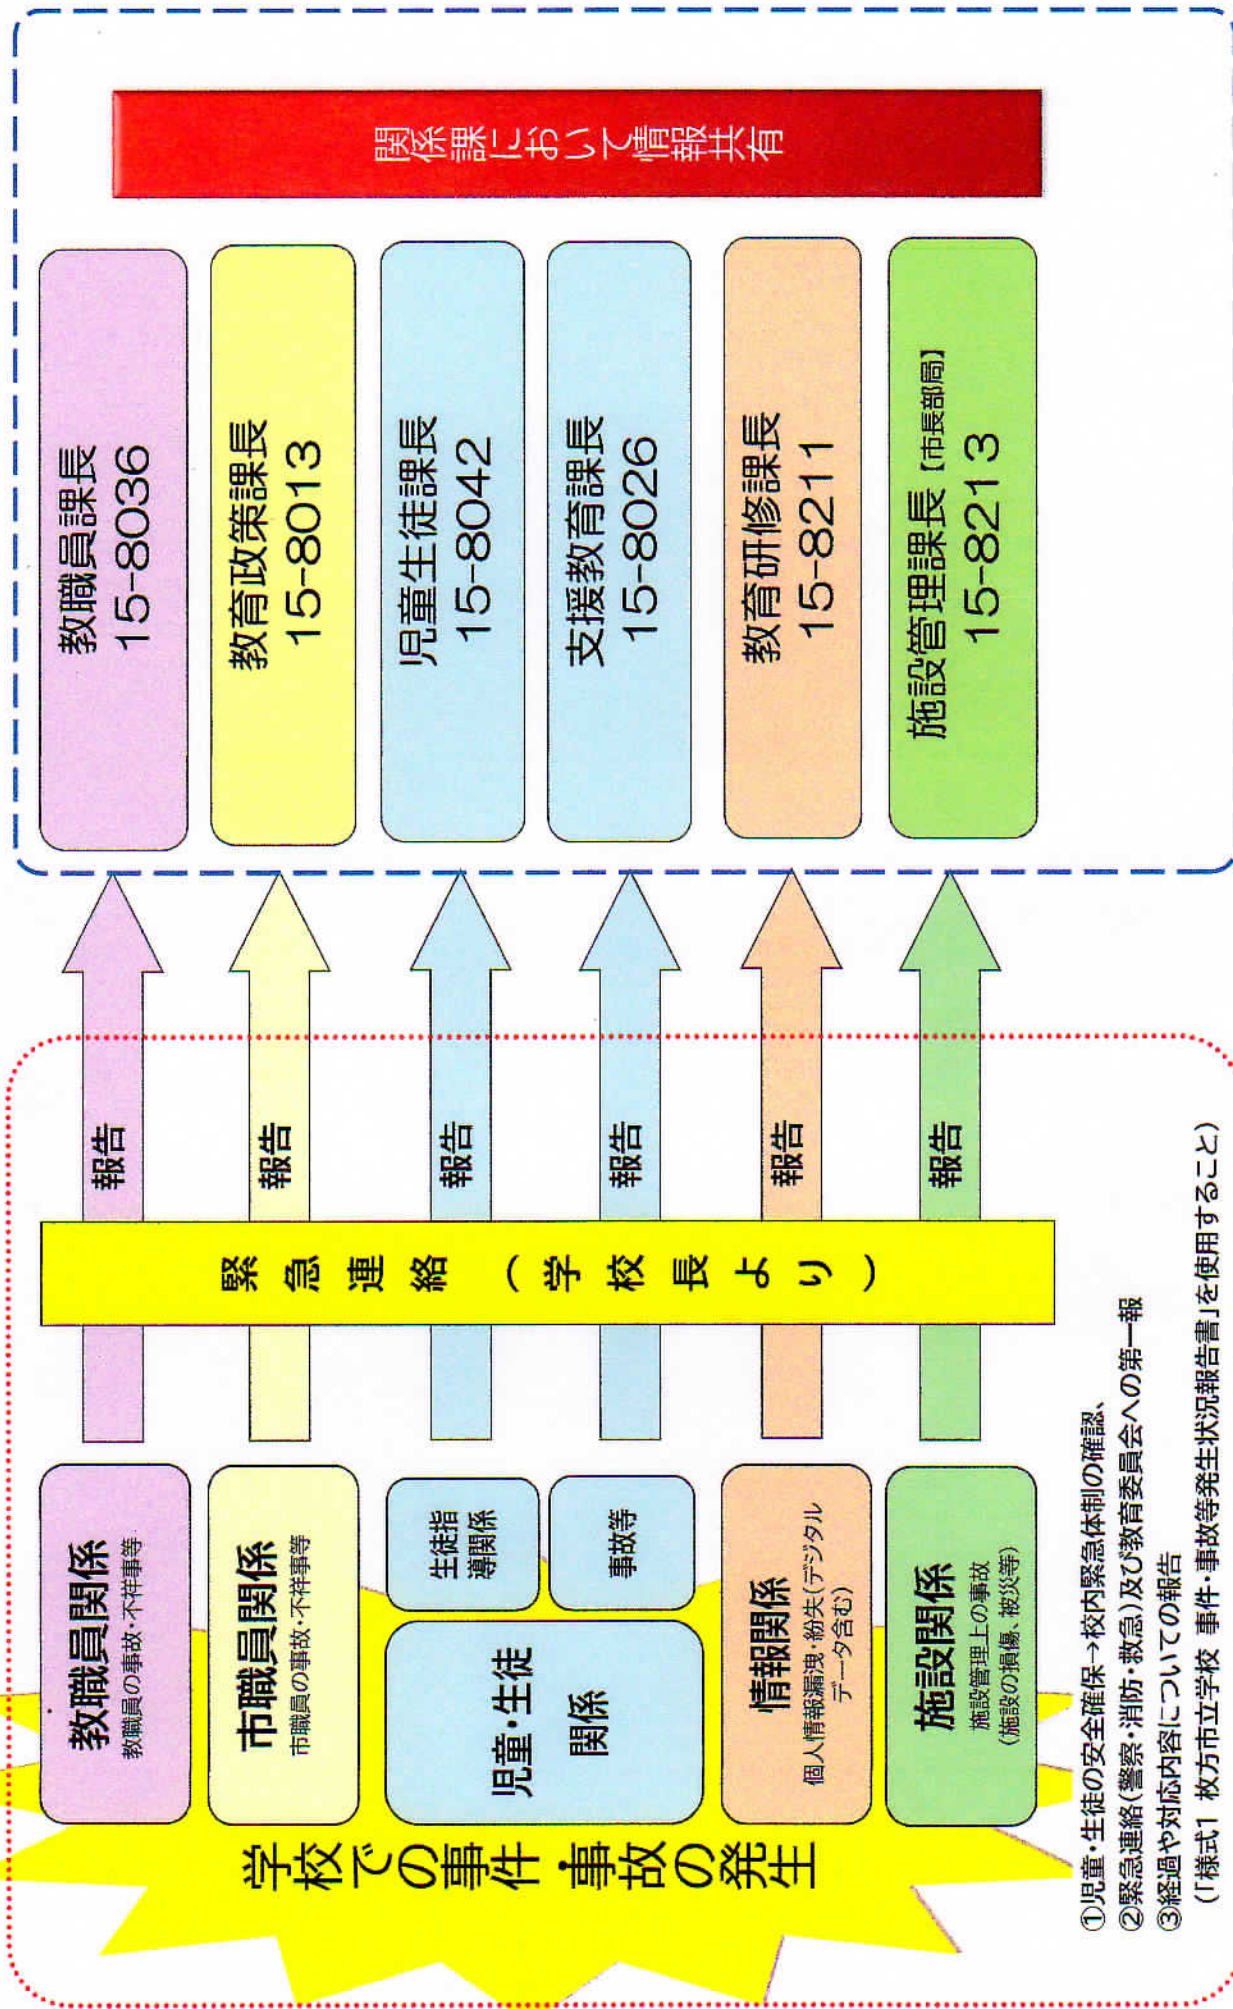 学校での事件・事故の発生
教職員関係
教職員の事故・不祥事等
市職員関係
市職員の事故・不祥事等
児童・生徒
関係
生徒指
導関係
事故等
情報関係
個人情報漏洩・紛失(デジタル
データ含む)
施設関係
施設管理上の事故
(施設の損傷、被災等)
緊急連絡(学校長より)
報告
報告
報告
報告
報告
報告
教職員課長
15-8036
教育政策課長
15-8013
児童生徒課長
15-8042
支援教育課長
15-8026
教育研修課長
15-8211
施設管理課長【市長部局】
15-8213
関係課において情報共有
①児童・生徒の安全確保→校内緊急体制の確認、
②緊急連絡(警察・消防・救急)及び教育委員会への第一報
③経過や対応内容についての報告
(「様式1 枚方市立学校 事件・事故等発生状況報告書」を使用すること)